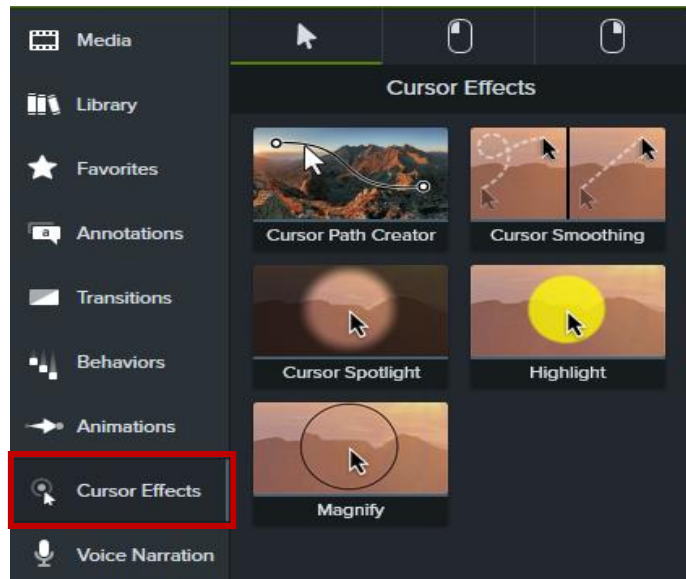 Media
Library
Favorites
a
Annotations
Transitions
Behaviors
Animations
Cursor Effects
Voice Narration
Cursor Effects
Cursor Path Creator
Cursor Smoothing
Cursor Spotlight
Highlight
Magnify